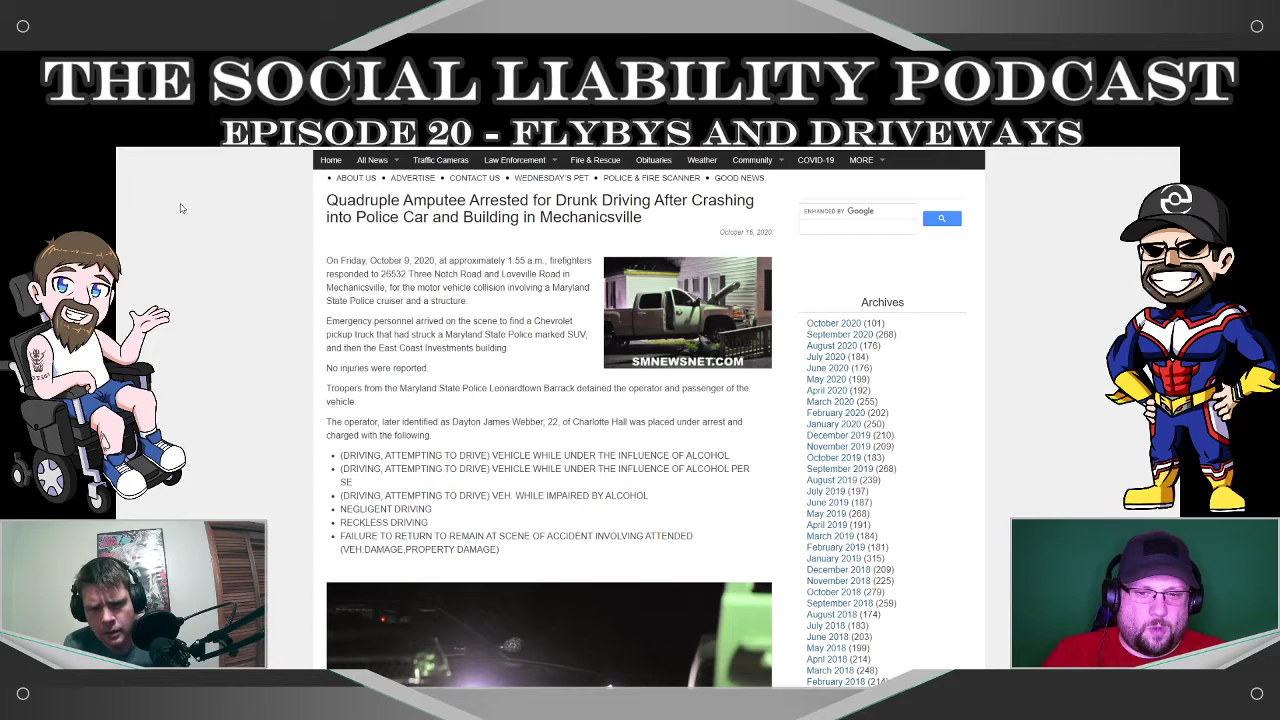 THE SOCIAL LIABILITY PODCAST
EPISODE 20 - FLYBYS AND DRIVEWAYS
Home All News Traffic Cameras Law Enforcement Fire & Rescue Obituaries Weather Community COVID-19 MORE
• ABOUT US • ADVERTISE • CONTACT US • WEDNESDAY'S PET • POLICE & FIRE SCANNER • GOOD NEWS
Quadruple Amputee Arrested for Drunk Driving After Crashing
into Police Car and Building in Mechanicsville
October 16, 2020
On Friday, October 9, 2020, at approximately 1:55 a.m., firefighters
responded to 26532 Three Notch Road and Loveville Road in
Mechanicsville, for the motor vehicle collision involving a Maryland
State Police cruiser and a structure.
Emergency personnel arrived on the scene to find a Chevrolet
pickup truck that had struck a Maryland State Police marked SUV,
and then the East Coast Investments building.
No injuries were reported.
SMNEWSNET.COM
Troopers from the Maryland State Police Leonardtown Barrack detained the operator and passenger of the
vehicle.
The operator, later identified as Dayton James Webber, 22, of Charlotte Hall was placed under arrest and
charged with the following.
• (DRIVING, ATTEMPTING TO DRIVE) VEHICLE WHILE UNDER THE INFLUENCE OF ALCOHOL
• (DRIVING, ATTEMPTING TO DRIVE) VEHICLE WHILE UNDER THE INFLUENCE OF ALCOHOL PER
SE
• (DRIVING, ATTEMPTING TO DRIVE) VEH. WHILE IMPAIRED BY ALCOHOL
• NEGLIGENT DRIVING
• RECKLESS DRIVING
• FAILURE TO RETURN TO REMAIN AT SCENE OF ACCIDENT INVOLVING ATTENDED
(VEH.DAMAGE,PROPERTY DAMAGE)
ENHANCED BY Google
Archives
October 2020 (101)
September 2020 (268)
August 2020 (176)
July 2020 (184)
June 2020 (176)
May 2020 (199)
April 2020 (192)
March 2020 (255)
February 2020 (202)
January 2020 (250)
December 2019 (210)
November 2019 (209)
October 2019 (183)
September 2019 (268)
August 2019 (239)
July 2019 (197)
June 2019 (187)
May 2019 (268)
April 2019 (191)
March 2019 (184)
February 2019 (181)
January 2019 (315)
December 2018 (209)
November 2018 (225)
October 2018 (279)
September 2018 (259)
August 2018 (174)
July 2018 (183)
June 2018 (203)
May 2018 (199)
April 2018 (214)
March 2018 (248)
February 2018 (214)